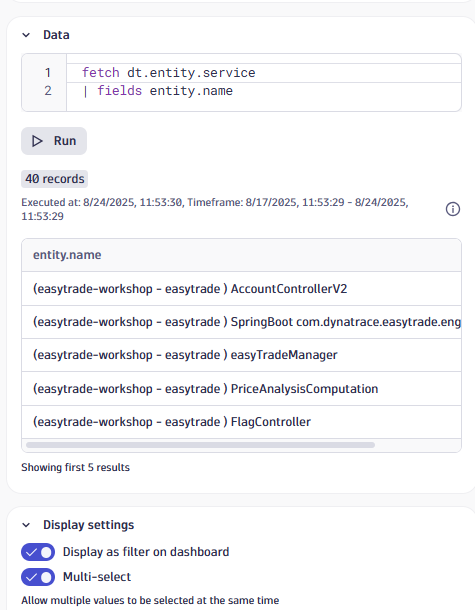 Data
1 fetch dt.entity.service
2 | fields entity.name
Run
40 records
Executed at: 8/24/2025, 11:53:30, Timeframe: 8/17/2025, 11:53:29 - 8/24/2025,
11:53:29
entity.name
(easytrade-workshop - easytrade ) AccountControllerV2
(easytrade-workshop - easytrade ) SpringBoot com.dynatrace.easytrade.eng
(easytrade-workshop - easytrade ) easyTradeManager
(easytrade-workshop - easytrade ) PriceAnalysisComputation
(easytrade-workshop - easytrade ) FlagController
Showing first 5 results
Display settings
Display as filter on dashboard
Multi-select
Allow multiple values to be selected at the same time